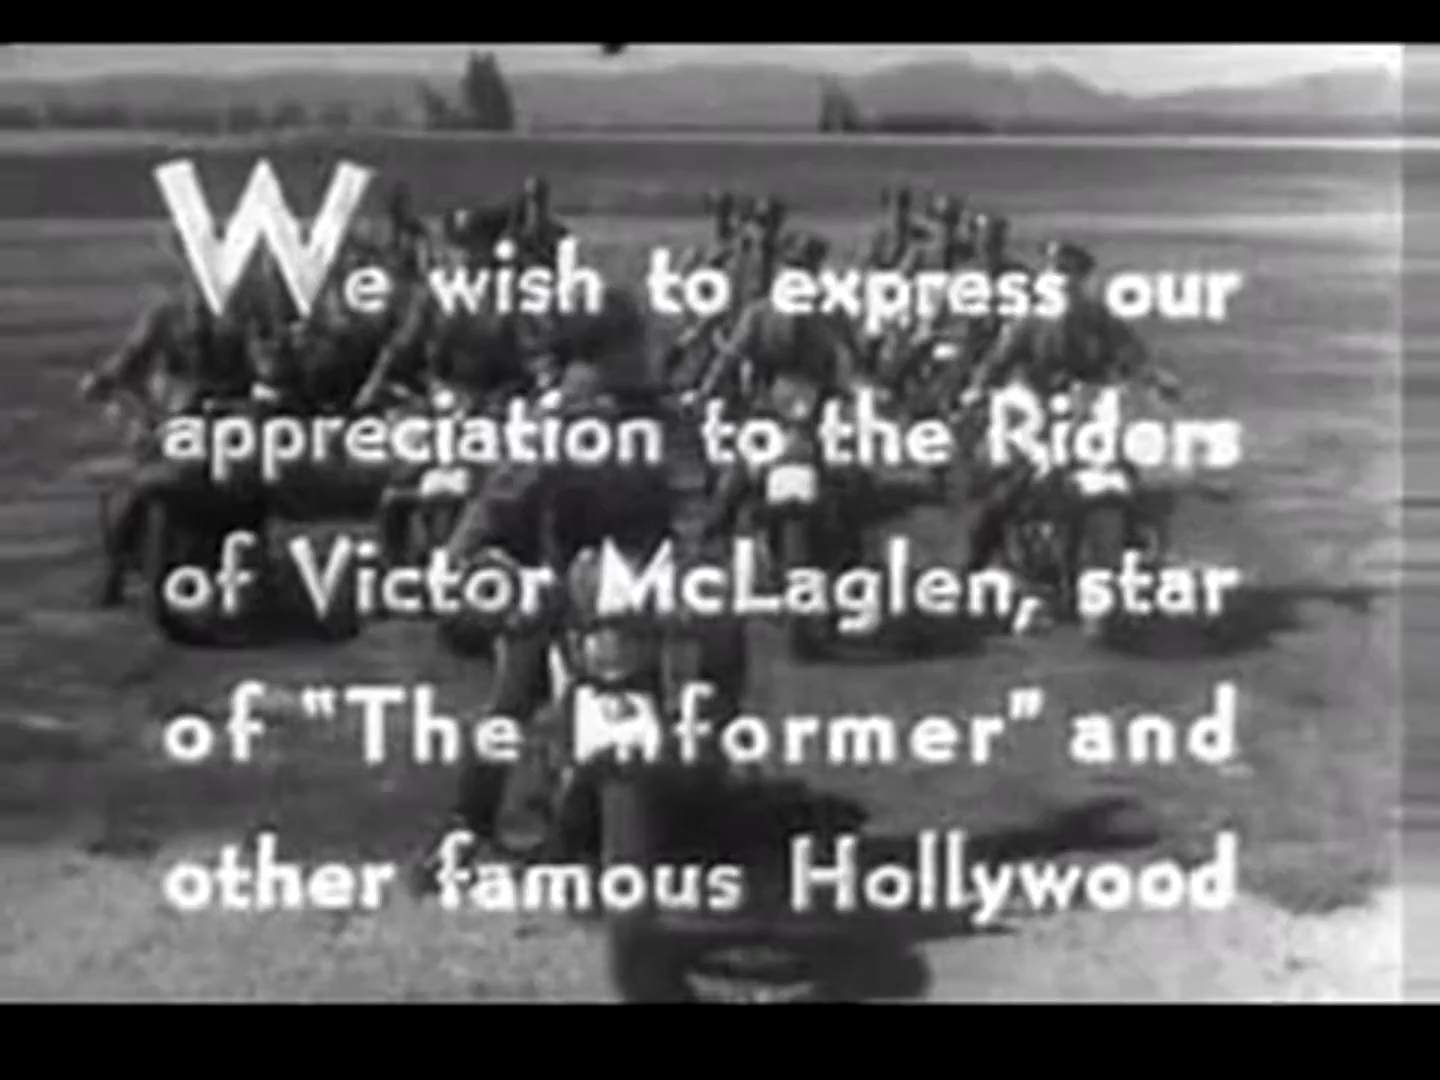 We wish to express our
appreciation to the Riders
of Victor McLaglen, star
of "The Informer" and
other famous Hollywood